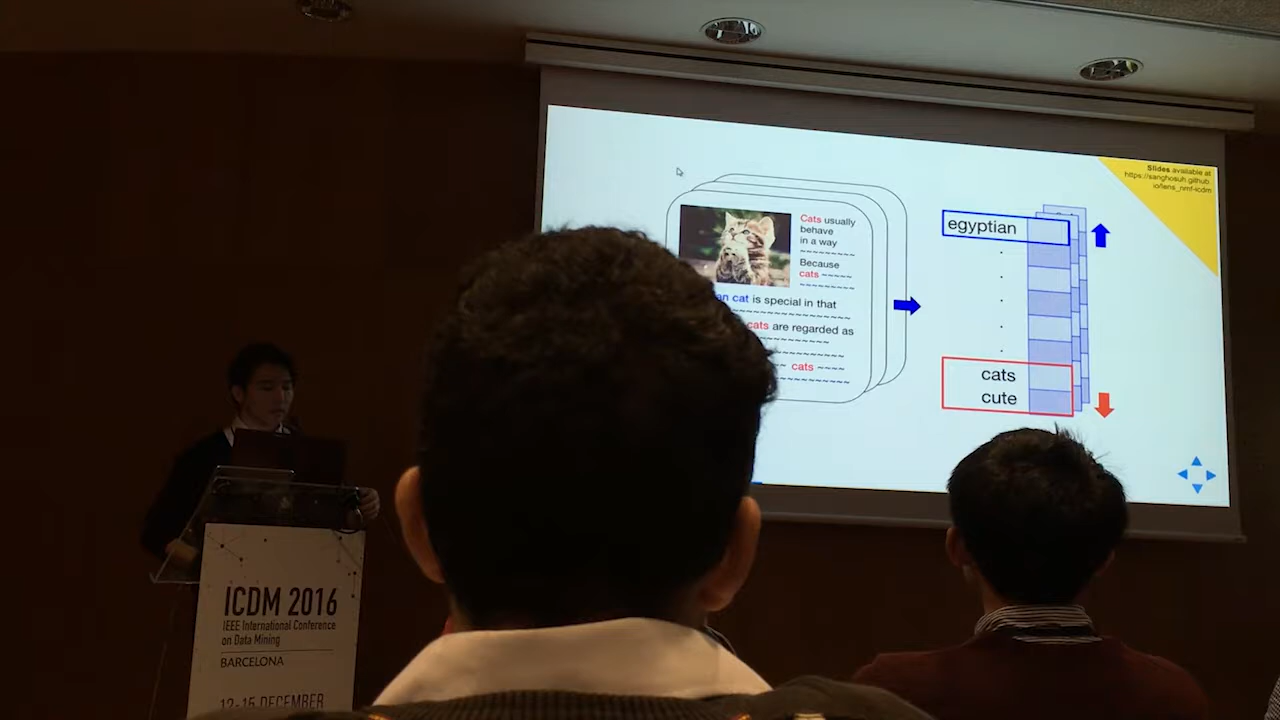 Slides available at
https://sanghosuh.github.
io/lens_nmf-icdm
Cats usually
behave
in a way
~~~~~~~~
Because
cats ~~~~~
~~~~~~~~
an cat is special in that
~~~~~~~~~~~~~~~~
cats are regarded as
~~~~~~~~~~~
~ cats ~~~~
~~~~~~~~~~
egyptian
cats
cute
ICDM 2016
IEEE International Conference
on Data Mining
BARCELONA
12-15 DECEMBER